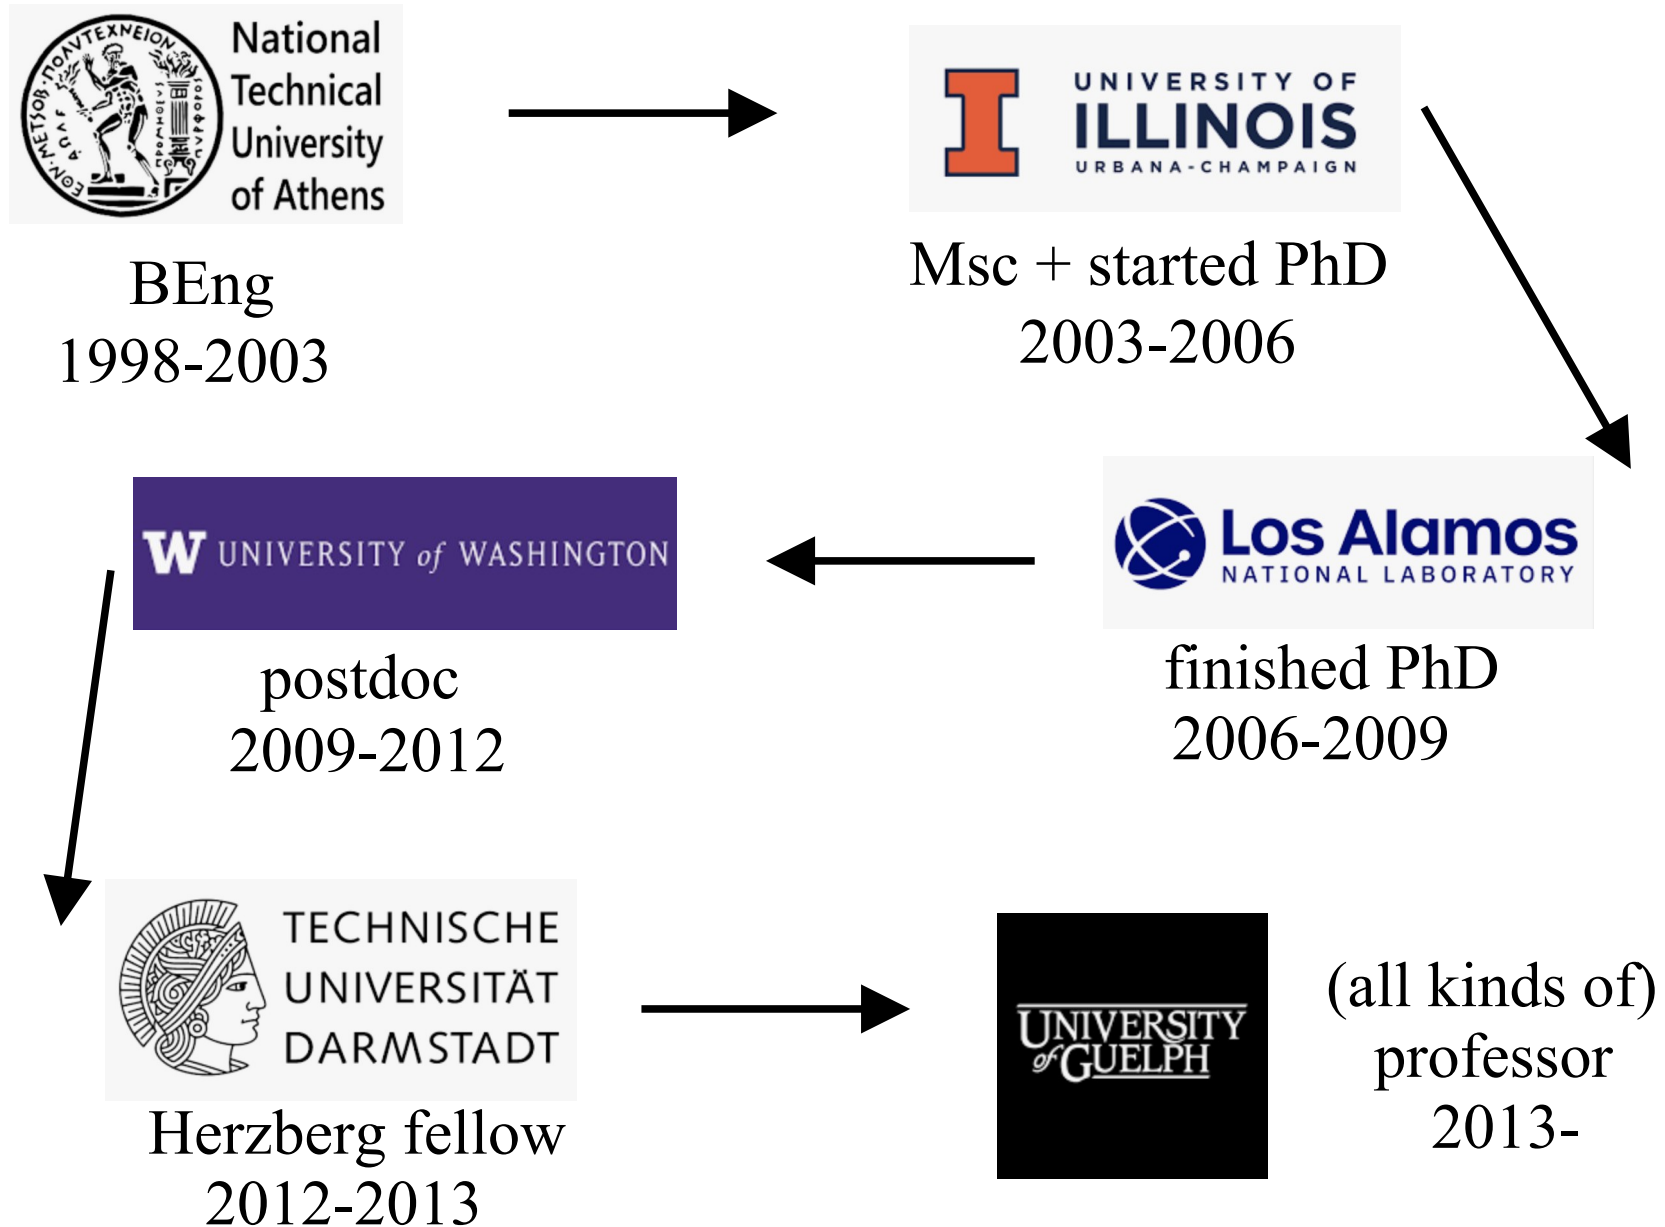 National
Technical
University
of Athens
BEng
1998-2003
UNIVERSITY OF
ILLINOIS
URBANA-CHAMPAIGN
Msc + started PhD
2003-2006
Los Alamos
NATIONAL LABORATORY
finished PhD
2006-2009
W UNIVERSITY of WASHINGTON
postdoc
2009-2012
TECHNISCHE
UNIVERSITÄT
DARMSTADT
Herzberg fellow
2012-2013
UNIVERSITY
of GUELPH
(all kinds of)
professor
2013-